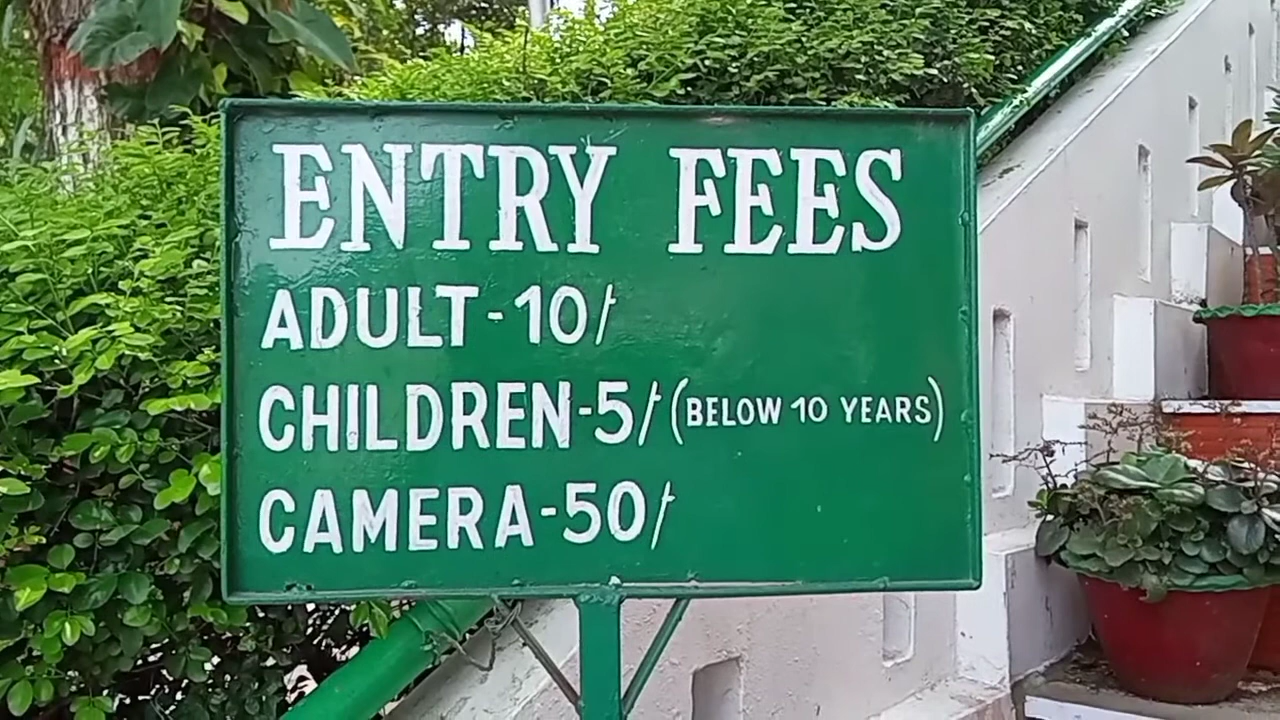 ENTRY FEES
ADULT - 10/-
CHILDREN - 5/- (BELOW 10 YEARS)
CAMERA - 50/-